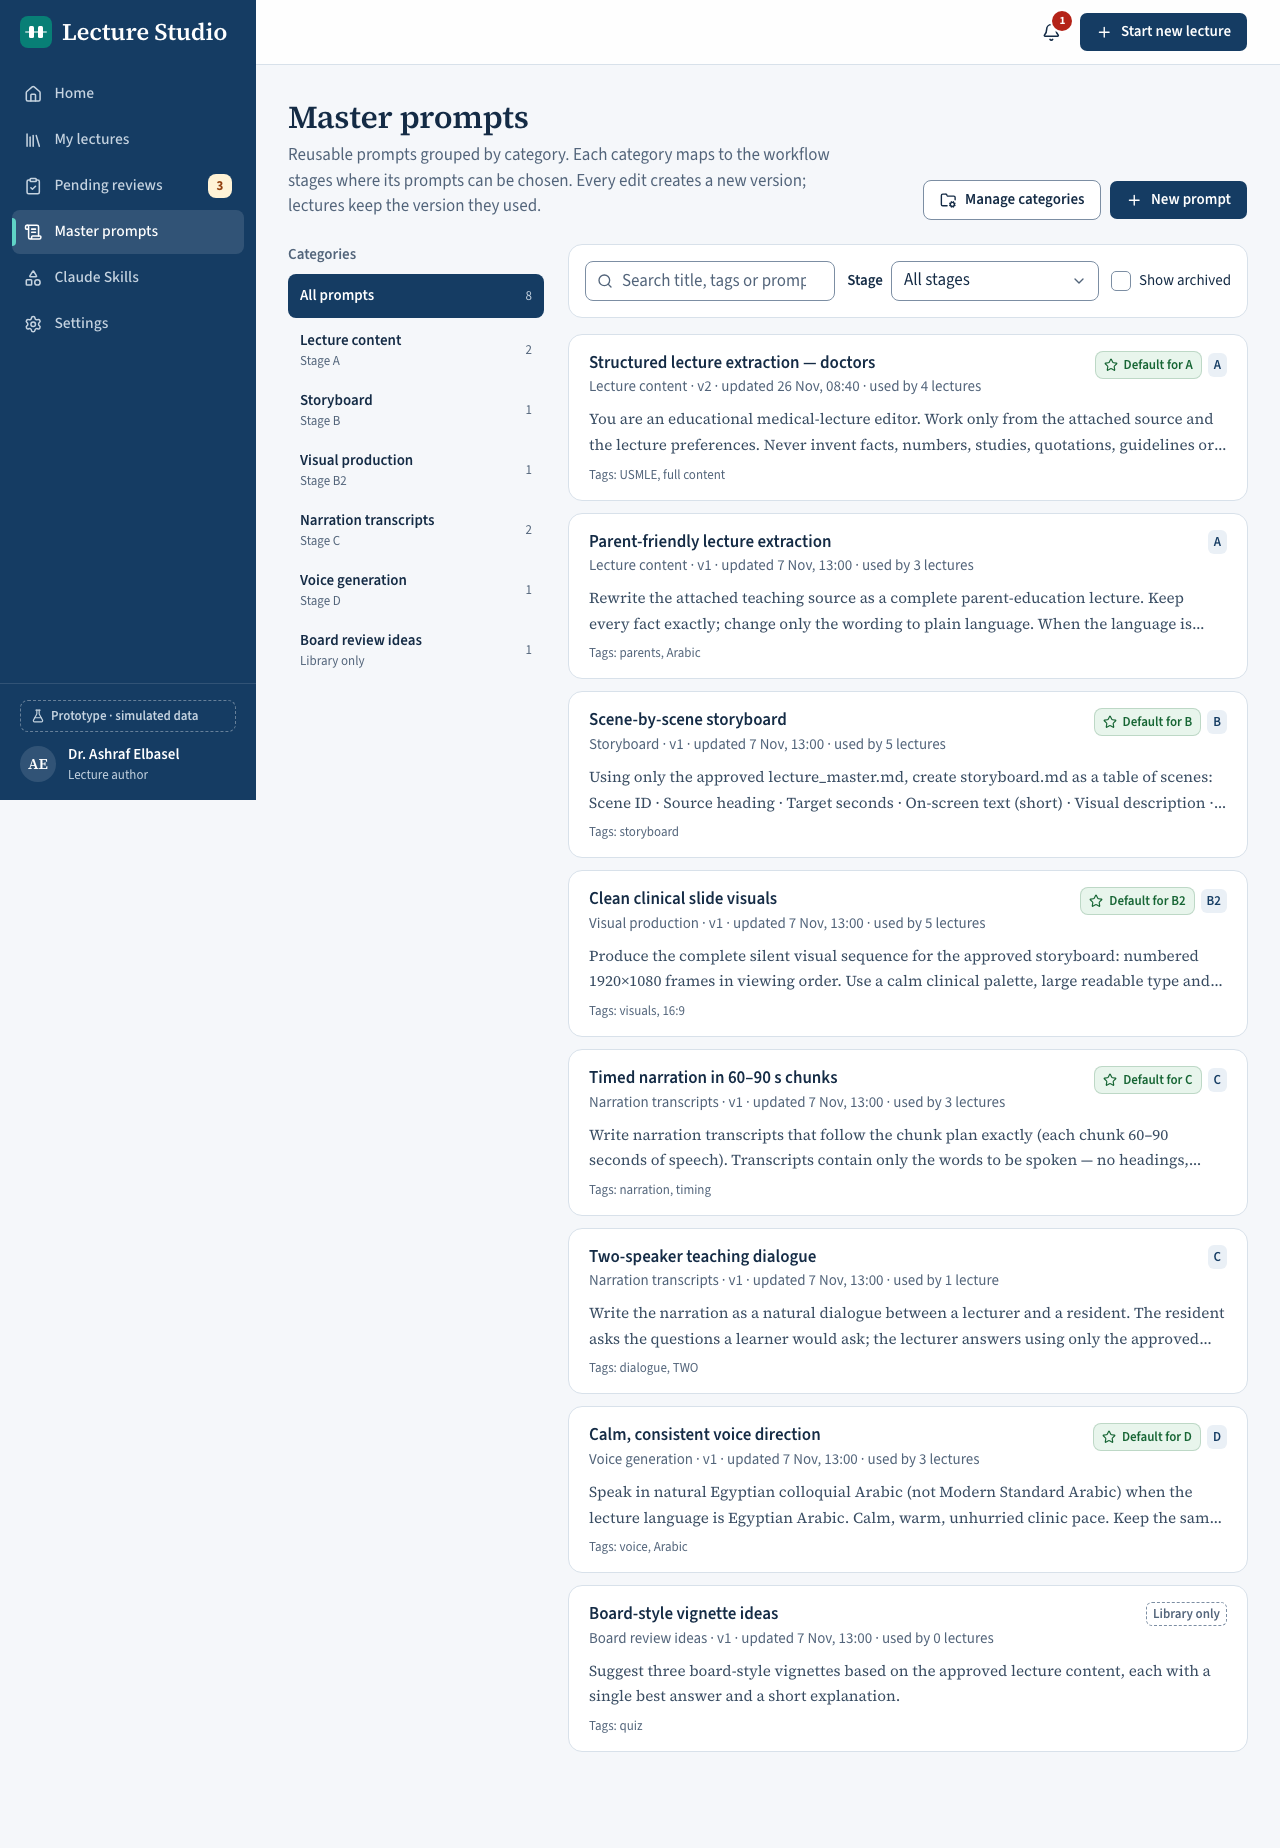 Lecture Studio
Home
My lectures
Pending reviews 3
Master prompts
Claude Skills
Settings
Prototype · simulated data
AE
Dr. Ashraf Elbasel
Lecture author
1
Start new lecture
Master prompts
Reusable prompts grouped by category. Each category maps to the workflow
stages where its prompts can be chosen. Every edit creates a new version;
lectures keep the version they used.
Manage categories
New prompt
Categories
All prompts 8
Lecture content 2
Stage A
Storyboard 1
Stage B
Visual production 1
Stage B2
Narration transcripts 2
Stage C
Voice generation 1
Stage D
Board review ideas 1
Library only
Search title, tags or promp
Stage
All stages
Show archived
Structured lecture extraction — doctors
Default for A A
Lecture content · v2 · updated 26 Nov, 08:40 · used by 4 lectures
You are an educational medical-lecture editor. Work only from the attached source and
the lecture preferences. Never invent facts, numbers, studies, quotations, guidelines or...
Tags: USMLE, full content
Parent-friendly lecture extraction
A
Lecture content · v1 · updated 7 Nov, 13:00 · used by 3 lectures
Rewrite the attached teaching source as a complete parent-education lecture. Keep
every fact exactly; change only the wording to plain language. When the language is...
Tags: parents, Arabic
Scene-by-scene storyboard
Default for B B
Storyboard · v1 · updated 7 Nov, 13:00 · used by 5 lectures
Using only the approved lecture_master.md, create storyboard.md as a table of scenes:
Scene ID · Source heading · Target seconds · On-screen text (short) · Visual description ·...
Tags: storyboard
Clean clinical slide visuals
Default for B2 B2
Visual production · v1 · updated 7 Nov, 13:00 · used by 5 lectures
Produce the complete silent visual sequence for the approved storyboard: numbered
1920×1080 frames in viewing order. Use a calm clinical palette, large readable type and...
Tags: visuals, 16:9
Timed narration in 60–90 s chunks
Default for C C
Narration transcripts · v1 · updated 7 Nov, 13:00 · used by 3 lectures
Write narration transcripts that follow the chunk plan exactly (each chunk 60–90
seconds of speech). Transcripts contain only the words to be spoken — no headings,...
Tags: narration, timing
Two-speaker teaching dialogue
C
Narration transcripts · v1 · updated 7 Nov, 13:00 · used by 1 lecture
Write the narration as a natural dialogue between a lecturer and a resident. The resident
asks the questions a learner would ask; the lecturer answers using only the approved...
Tags: dialogue, TWO
Calm, consistent voice direction
Default for D D
Voice generation · v1 · updated 7 Nov, 13:00 · used by 3 lectures
Speak in natural Egyptian colloquial Arabic (not Modern Standard Arabic) when the
lecture language is Egyptian Arabic. Calm, warm, unhurried clinic pace. Keep the sam...
Tags: voice, Arabic
Board-style vignette ideas
Library only
Board review ideas · v1 · updated 7 Nov, 13:00 · used by 0 lectures
Suggest three board-style vignettes based on the approved lecture content, each with a
single best answer and a short explanation.
Tags: quiz